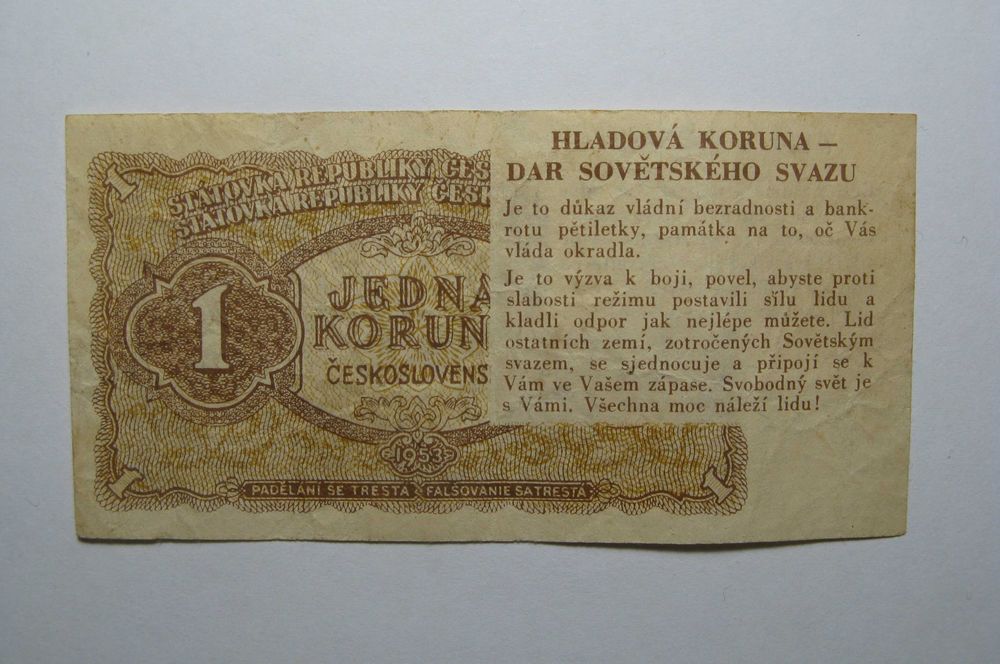 1
STÁTOVKA REPUBLIKY ČES
ŠTÁTOVKA REPUBLIKY ČESK
1
JEDNA
KORUN
ČESKOSLOVENS
1953
PADĚLÁNÍ SE TRESTÁ FALŠOVANIE SA TRESTÁ
1
1
HLADOVÁ KORUNA —
DAR SOVĚTSKÉHO SVAZU
Je to důkaz vládní bezradnosti a bank-
rotu pětiletky, památka na to, oč Vás
vláda okradla.
Je to výzva k boji, povel, abyste proti
slabosti režimu postavili sílu lidu a
kladli odpor jak nejlépe můžete. Lid
ostatních zemí, zotročených Sovětským
svazem, se sjednocuje a připojí se k
Vám ve Vašem zápase. Svobodný svět je
s Vámi. Všechna moc náleží lidu!